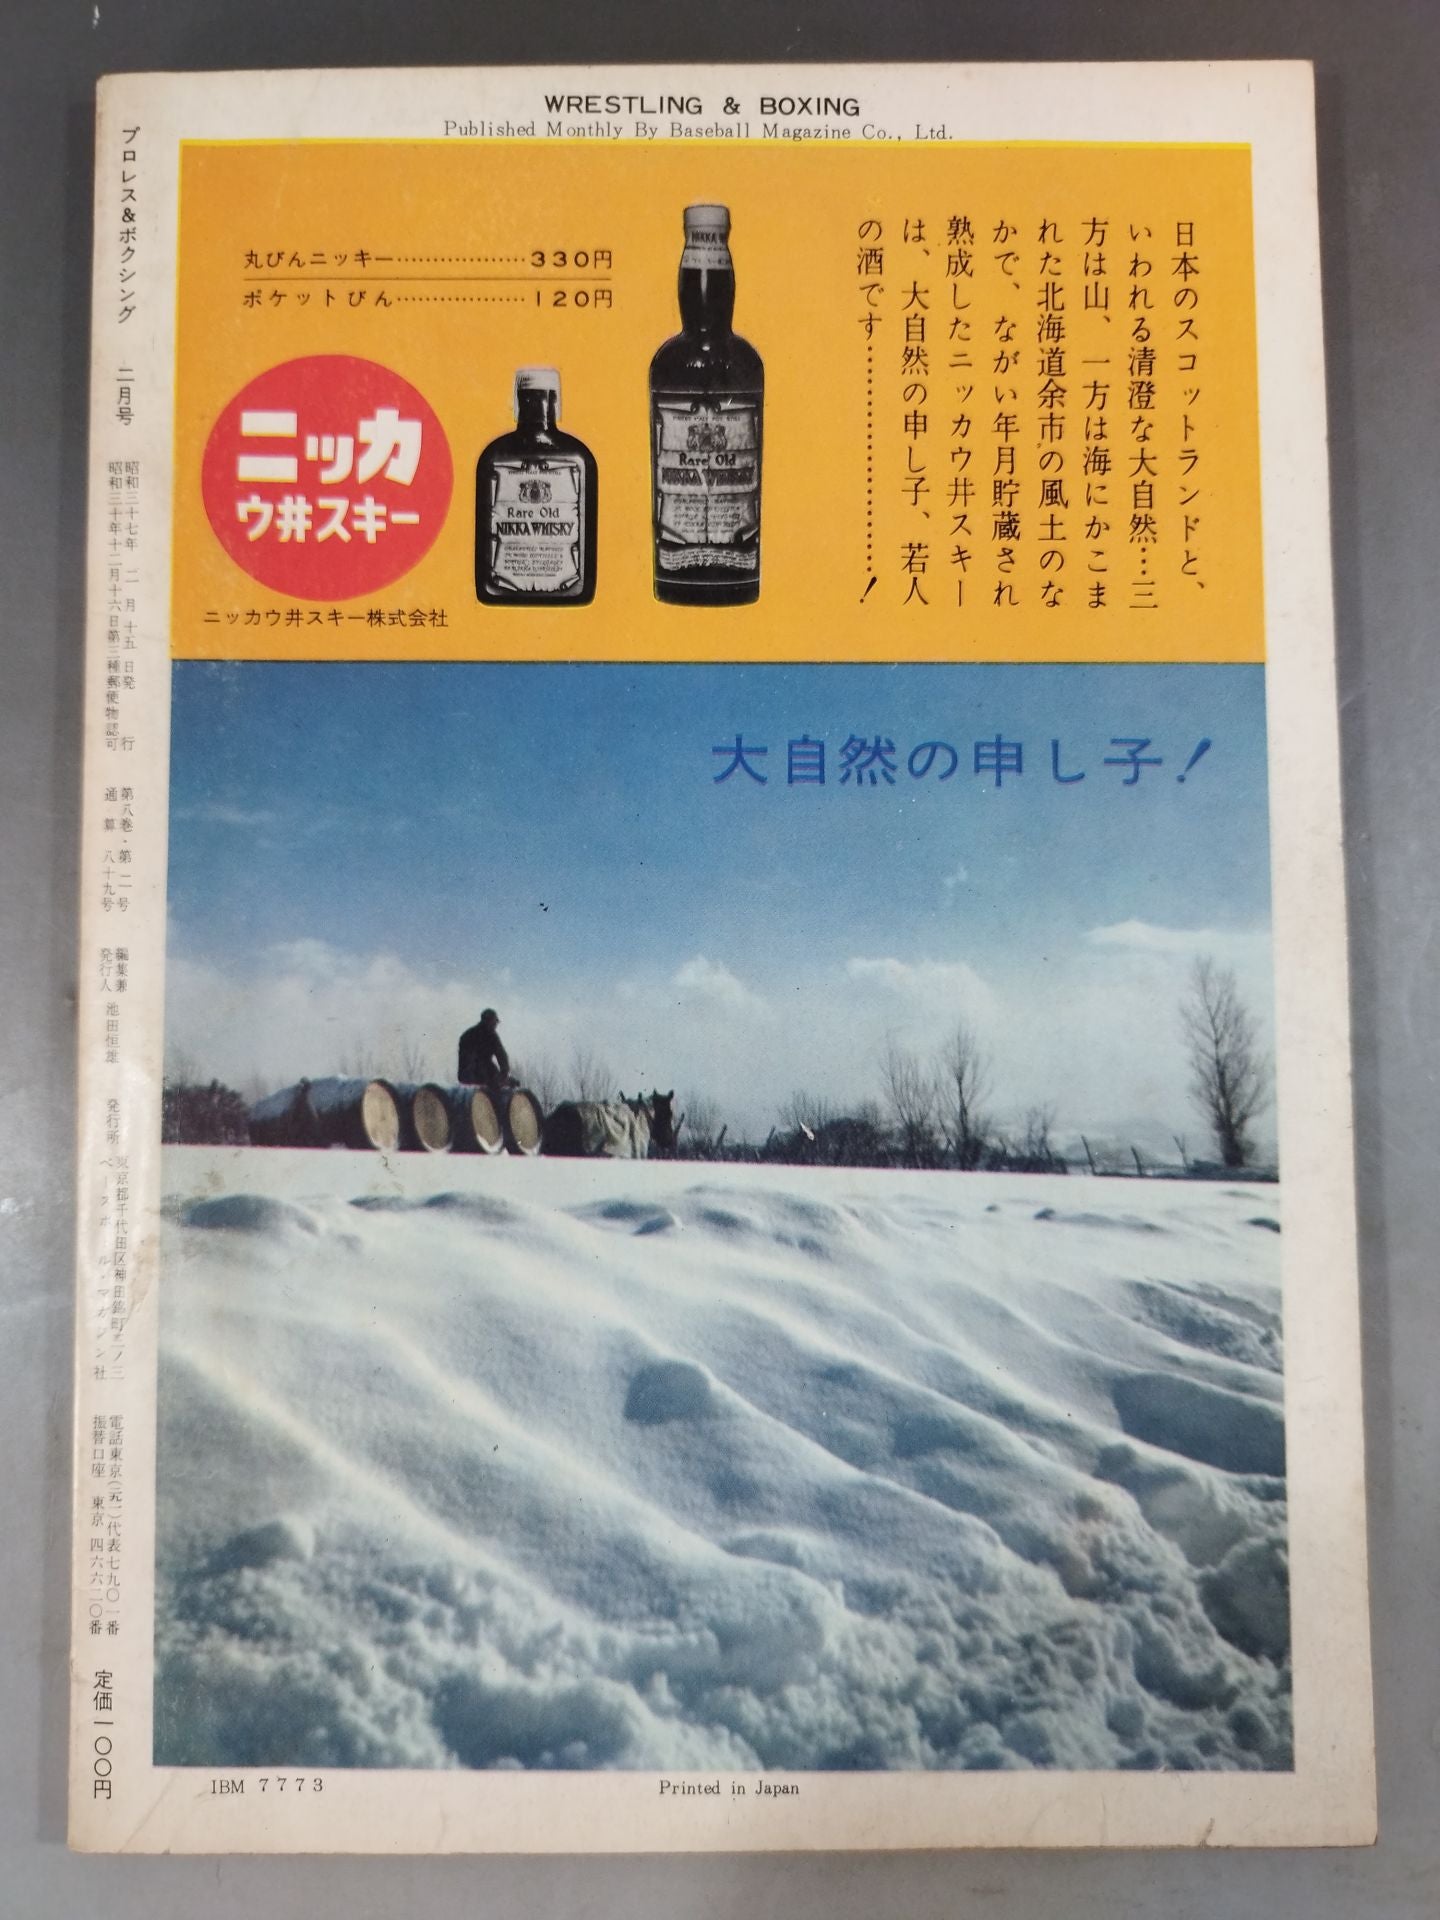 WRESTLING & BOXING
Published Monthly By Baseball Magazine Co., Ltd.
日本のスコットランドと、
いわれる清澄な大自然…三
方は山、一方は海にかこま
れた北海道余市の風土のな
かで、ながい年月貯蔵され
熟成したニッカウ井スキー
は、大自然の申し子、若人
の酒です……………………!
丸びんニッキー………………330円
ポケットびん………………120円
ニッカ
ウ井スキー
ニッカウ井スキー株式会社
Rare Old
NIKKA WHISKY
NIKKA WHISKY
Rare Old
NIKKA WHISKY
大自然の申し子!
プロレス&ボクシング 二月号
昭和三十七年 二月十五日発行
昭和三十年十二月十六日第三種郵便物認可
第八巻・第二号
通算 八十九号
編集兼
発行人 池田恒雄
発行所 東京都千代田区神田錦町三ノ三
ベースボール・マガジン社
電話東京(元一)代表七九〇一番
振替口座 東京 四六六二〇番
定価一〇〇円
IBM 7773
Printed in Japan